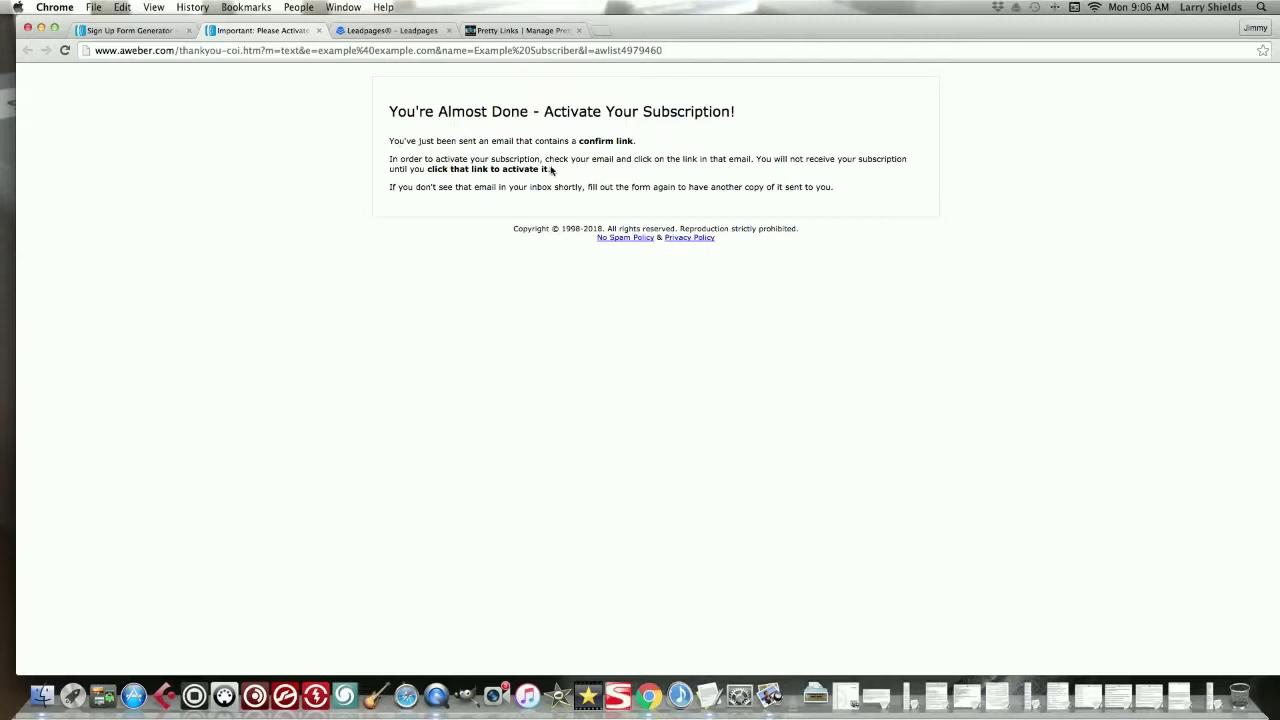 Chrome File Edit View History Bookmarks People Window Help Mon 9:06 AM Larry Shields
Sign Up Form Generator Important: Please Activate Leadpages® - Leadpages Pretty Links | Manage Pret Jimmy
www.aweber.com/thankyou-coi.htm?m=text&e=example%40example.com&name=Example%20Subscriber&l=awlist4979460
You're Almost Done - Activate Your Subscription!
You've just been sent an email that contains a confirm link.
In order to activate your subscription, check your email and click on the link in that email. You will not receive your subscription
until you click that link to activate it.
If you don't see that email in your inbox shortly, fill out the form again to have another copy of it sent to you.
Copyright © 1998-2018. All rights reserved. Reproduction strictly prohibited.
No Spam Policy & Privacy Policy